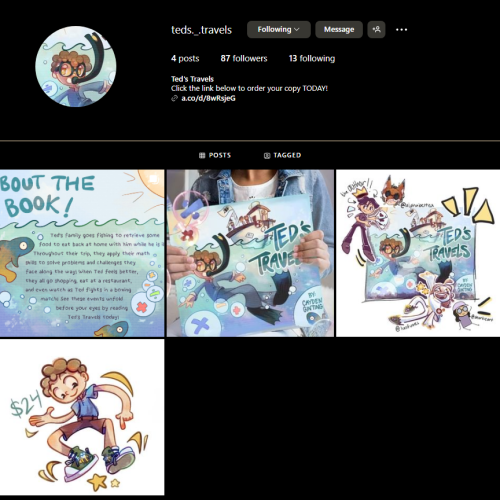 teds._.travels
Following
Message
4 posts
87 followers
13 following
Ted's Travels
Click the link below to order your copy TODAY!
a.co/d/8wRsjeG
POSTS
TAGGED
BOUT THE
BOOK!
Ted's family goes fishing to retrieve some
food to eat back at home with him while he is
Throughout their trip, they apply their math
skills to solve problems and challenges they
face along the way. When Ted feels better,
they all go shopping, eat at a restaurant,
and even watch as Ted fights in a boxing
match! See these events unfold
before your eyes by reading
Ted's Travels today!
TED'S
TRAVELS
BY:
CAYDEN
TED'S
TRAVELS
$24